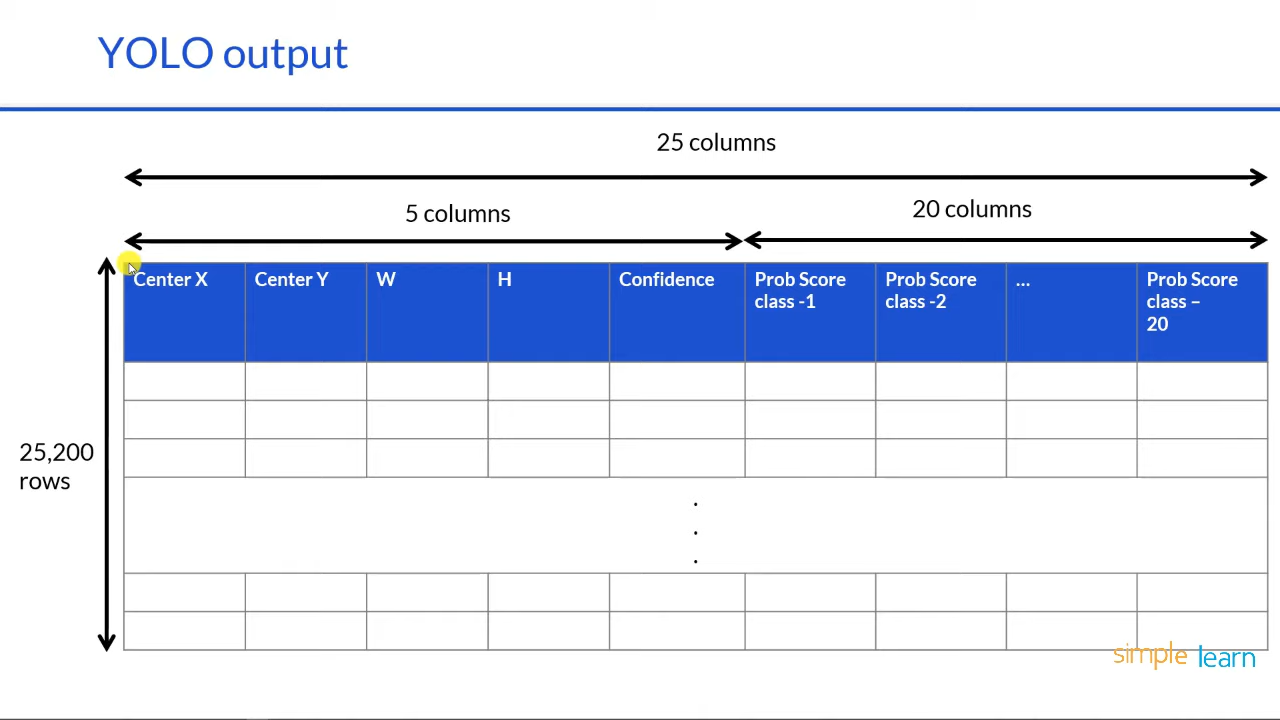 YOLO output
25 columns
5 columns
20 columns
Center X
Center Y
W
H
Confidence
Prob Score
class -1
Prob Score
class -2
...
Prob Score
class –
20
25,200
rows
.
.
.
simple learn